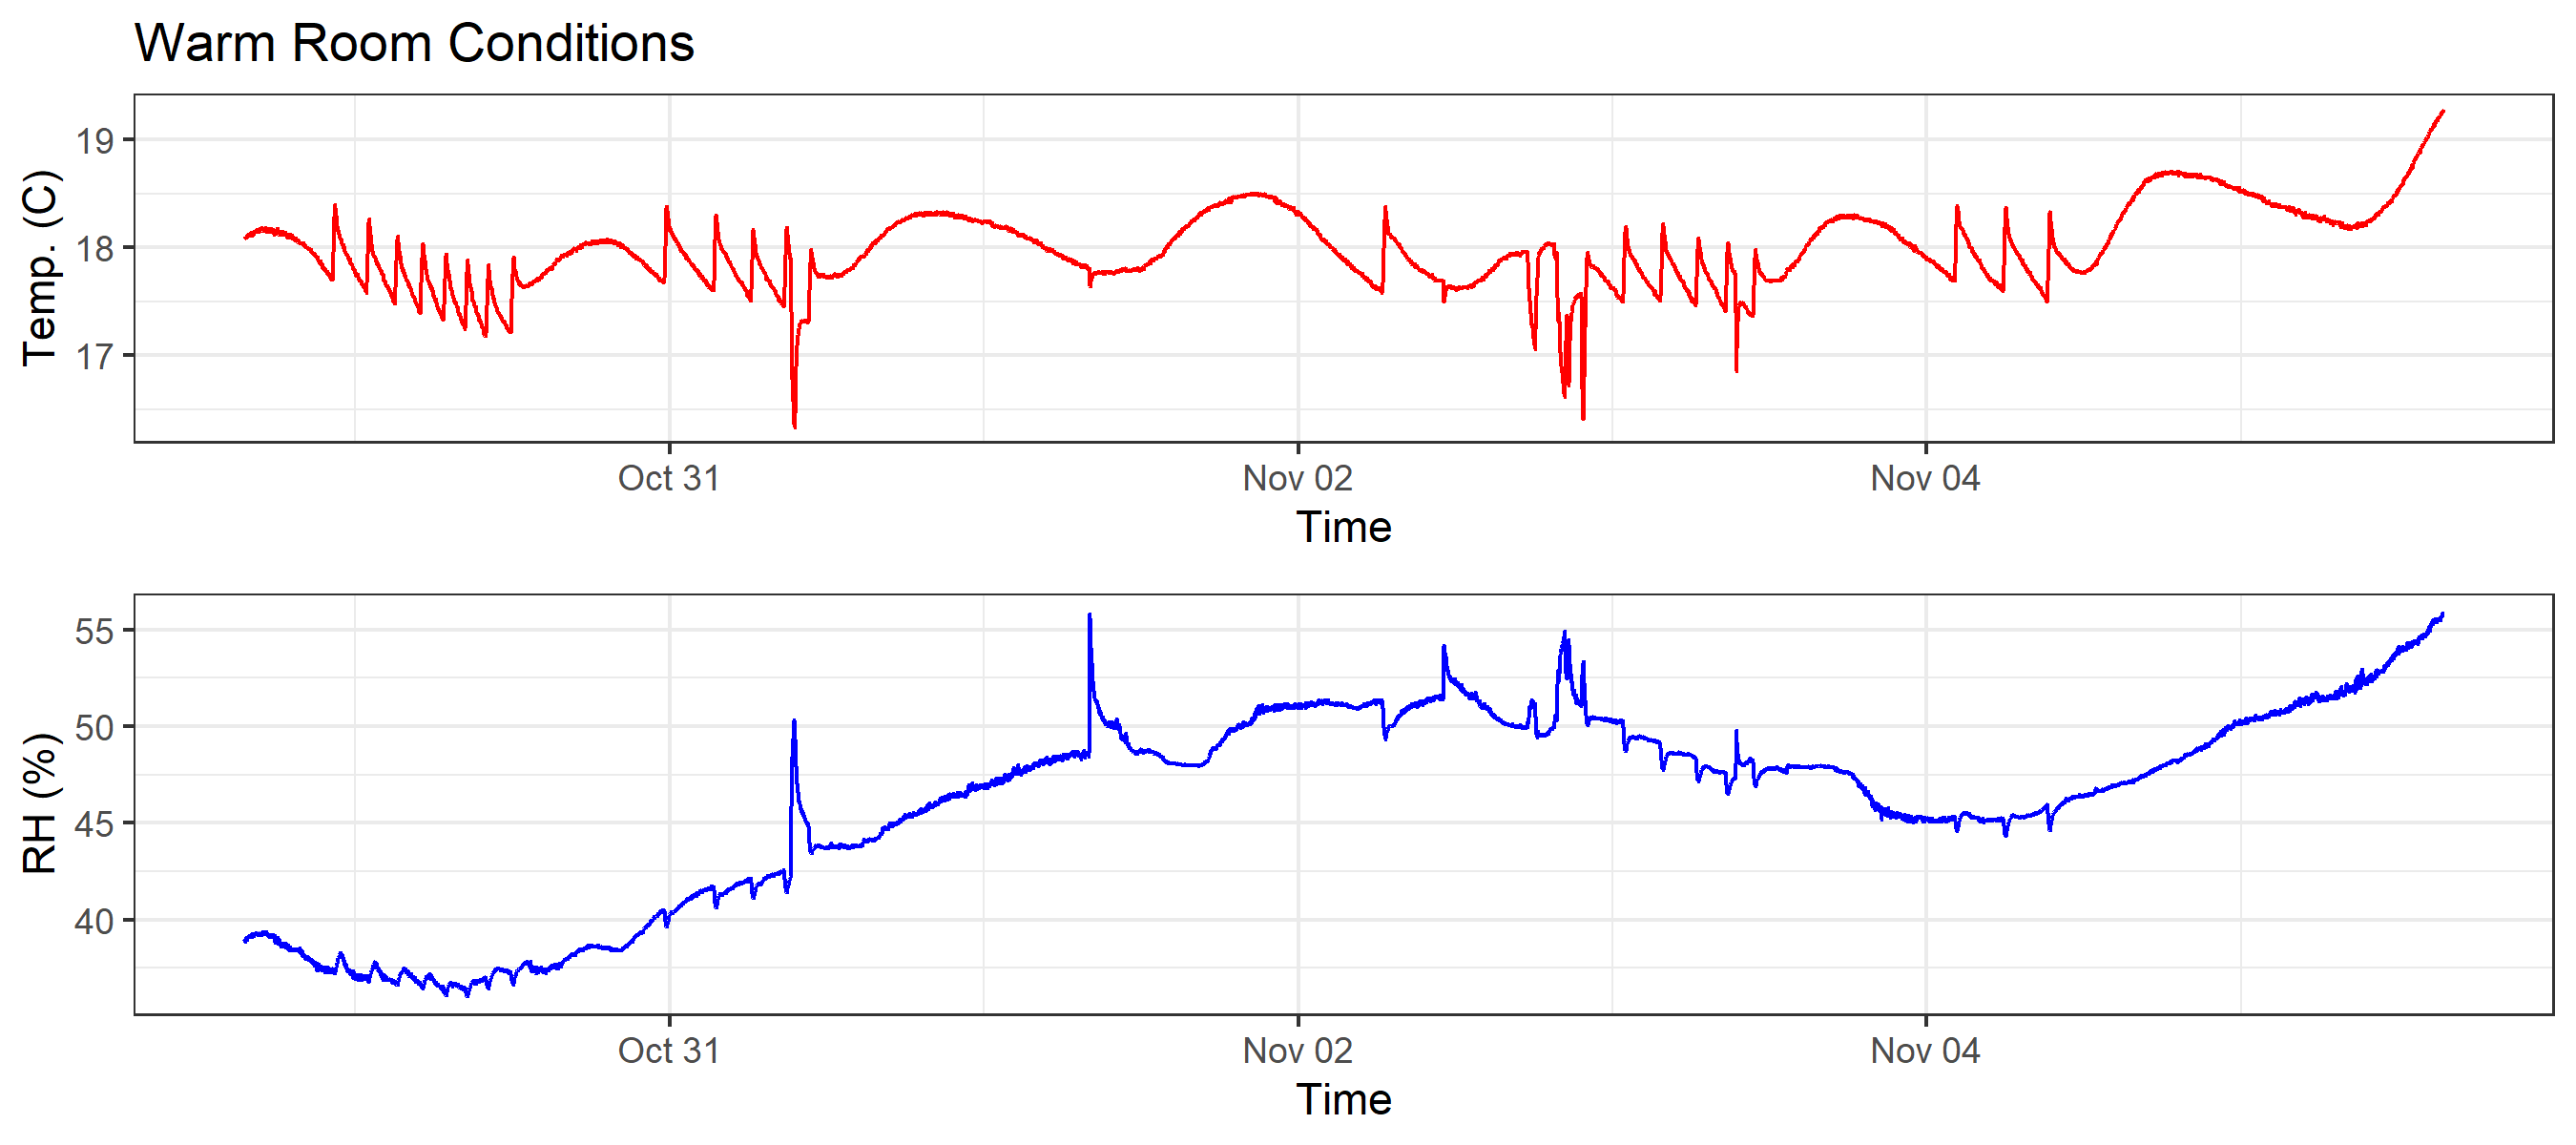 Warm Room Conditions
Temp. (C)
19
18
17
Oct 31
Nov 02
Nov 04
Time
RH (%)
55
50
45
40
Oct 31
Nov 02
Nov 04
Time